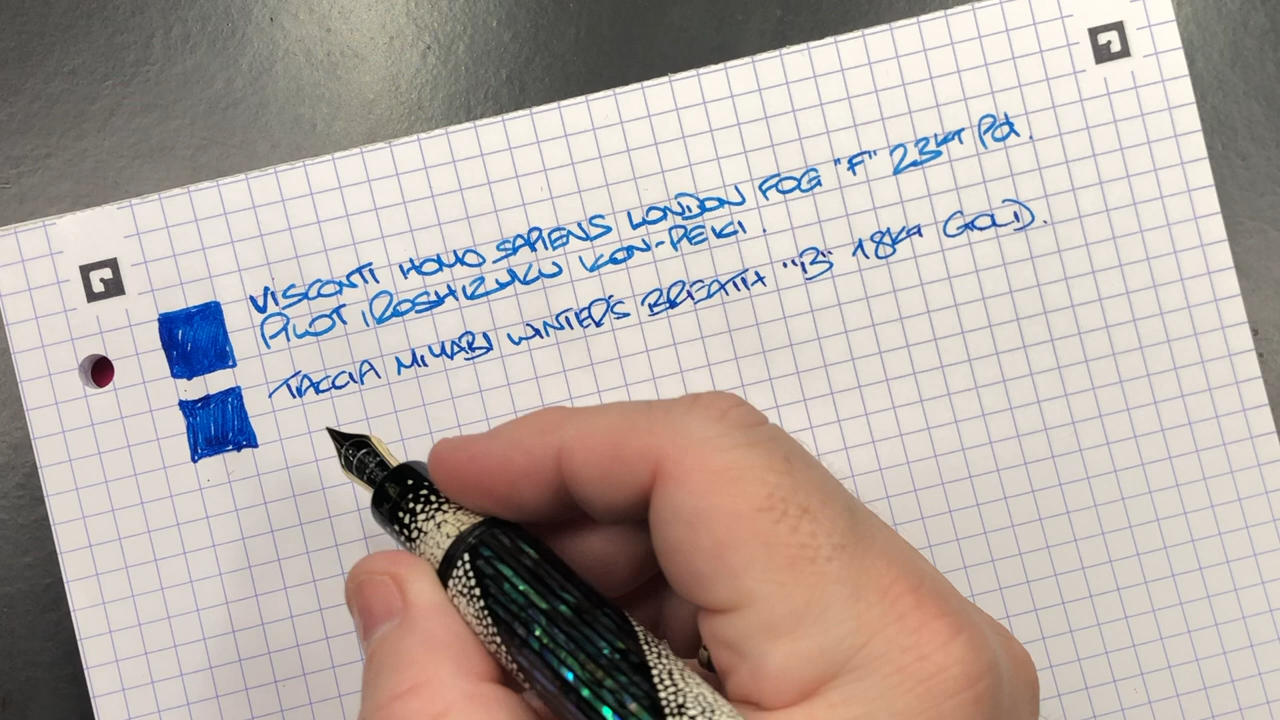 VISCONTI HOMO SAPIENS LONDON FOG "F" 23KT Pd.
PILOT IROSHIZUKU KON-PEKI.
TACCIA MIYABI WINTER'S BREATH "B" 18KT GOLD.